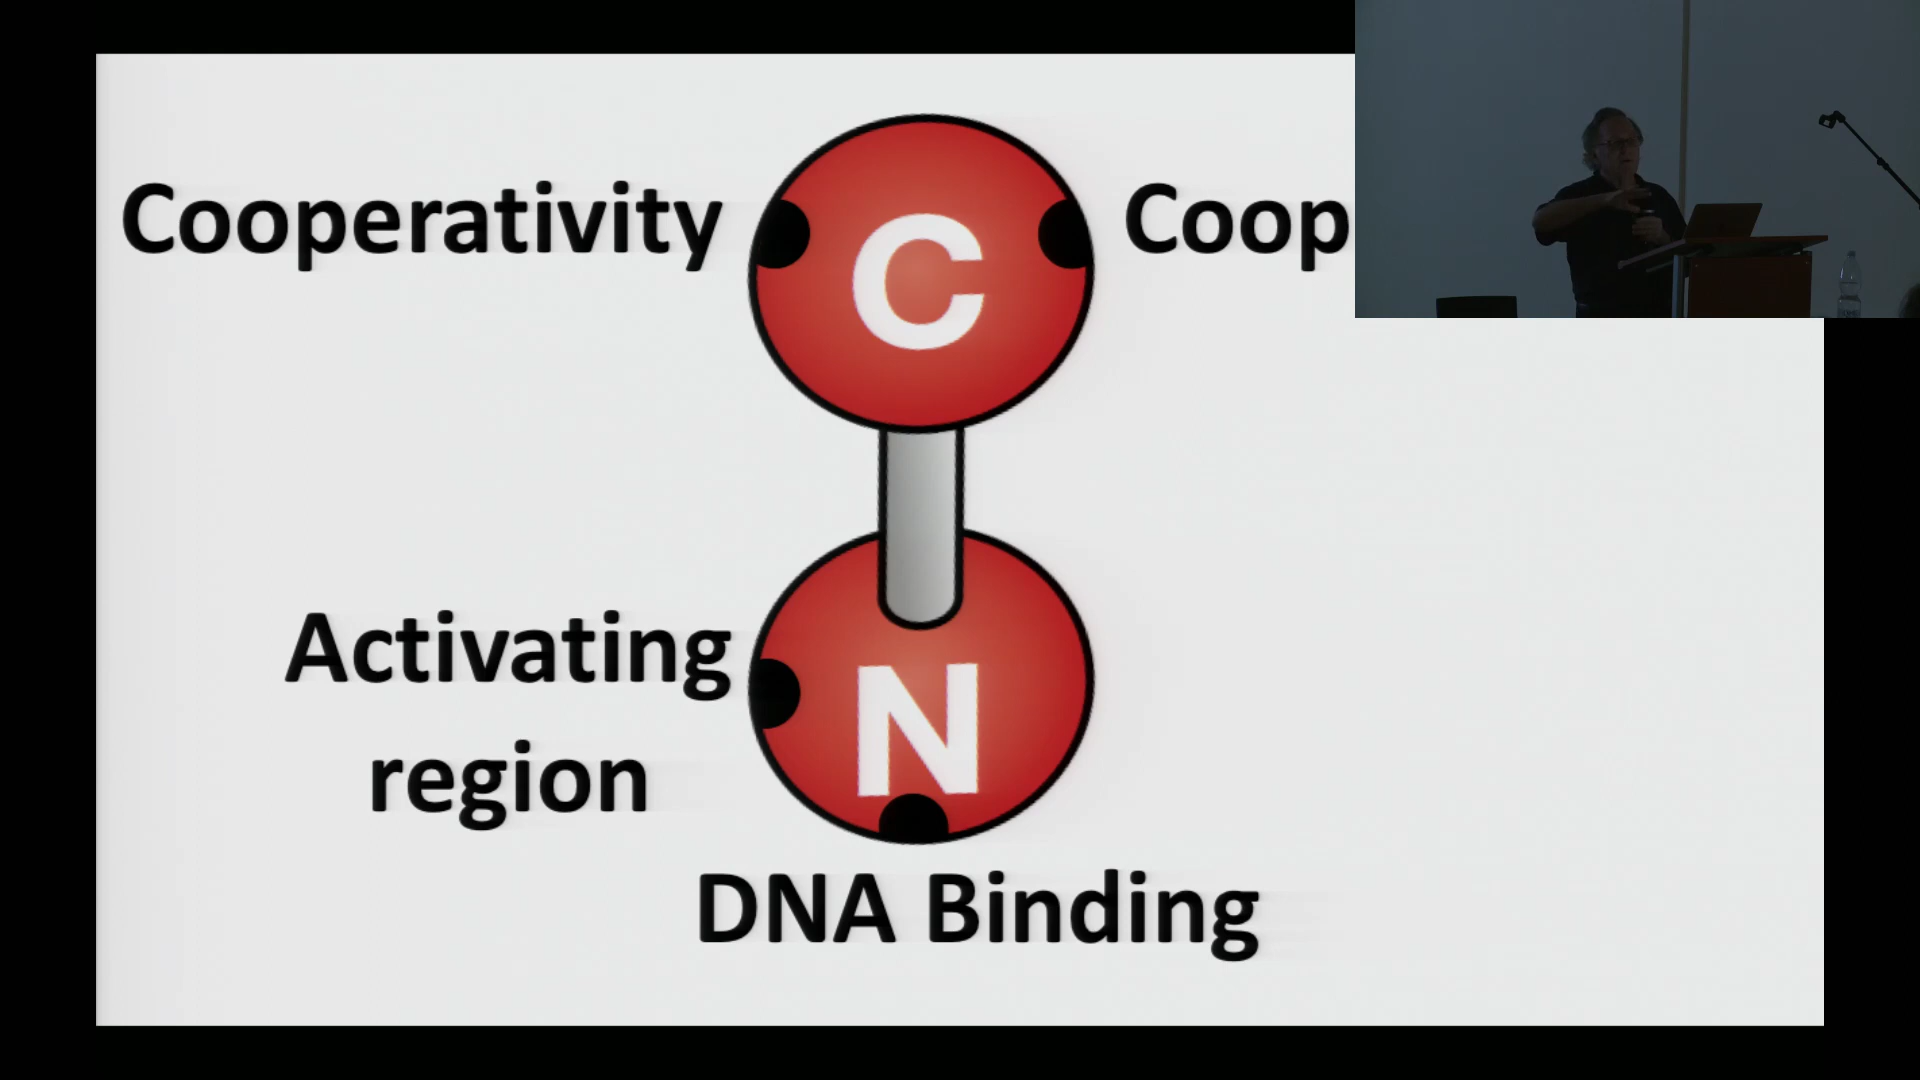 Cooperativity
C
Coop
Activating
region
N
DNA Binding